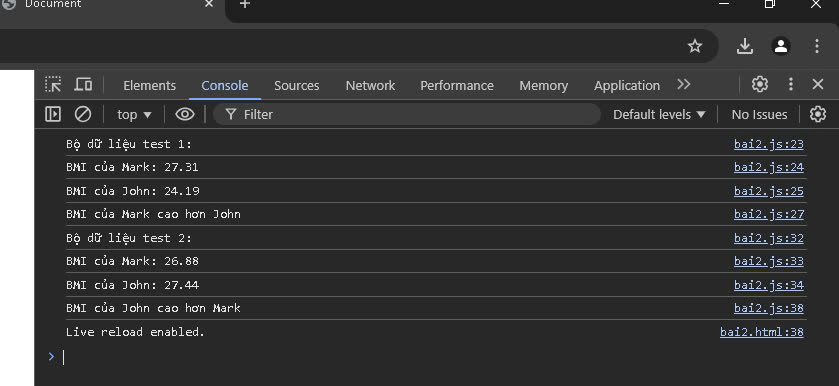 Document
Elements Console Sources Network Performance Memory Application
top Filter Default levels No Issues
Bộ dữ liệu test 1: bai2.js:23
BMI của Mark: 27.31 bai2.js:24
BMI của John: 24.19 bai2.js:25
BMI của Mark cao hơn John bai2.js:27
Bộ dữ liệu test 2: bai2.js:32
BMI của Mark: 26.88 bai2.js:33
BMI của John: 27.44 bai2.js:34
BMI của John cao hơn Mark bai2.js:38
Live reload enabled. bai2.html:38